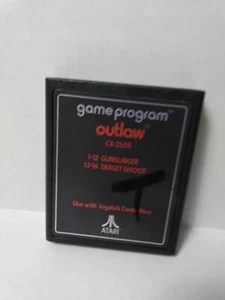 game program™
outlaw™
CX-2605
1-12 GUNSLINGER
13-16 TARGET SHOOT
Use with Joystick Controllers
ATARI